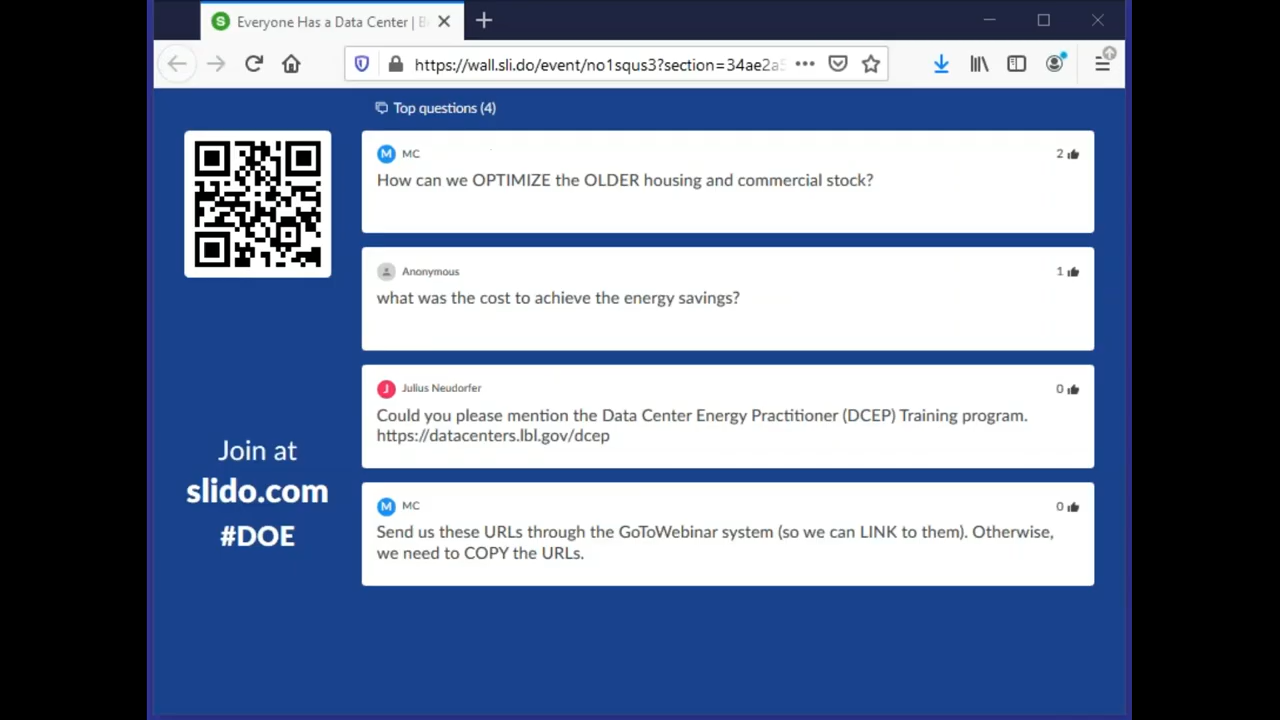 Everyone Has a Data Center | B
https://wall.sli.do/event/no1squs3?section=34ae2a5
Top questions (4)
M MC 2
How can we OPTIMIZE the OLDER housing and commercial stock?
Anonymous 1
what was the cost to achieve the energy savings?
J Julius Neudorfer 0
Could you please mention the Data Center Energy Practitioner (DCEP) Training program.
https://datacenters.lbl.gov/dcep
M MC 0
Send us these URLs through the GoToWebinar system (so we can LINK to them). Otherwise,
we need to COPY the URLs.
Join at
slido.com
#DOE